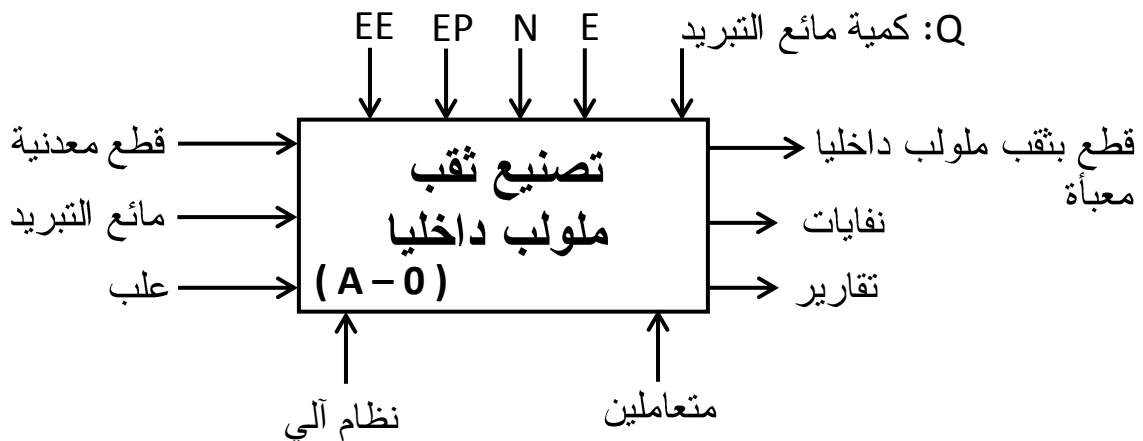 EE EP N E Q: كمية مائع التبريد
قطع معدنية
مائع التبريد
علب
تصنيع ثقب
ملولب داخليا
( A – 0 )
قطع بثقب ملولب داخليا
معبأة
نفايات
تقارير
نظام آلي
متعاملين